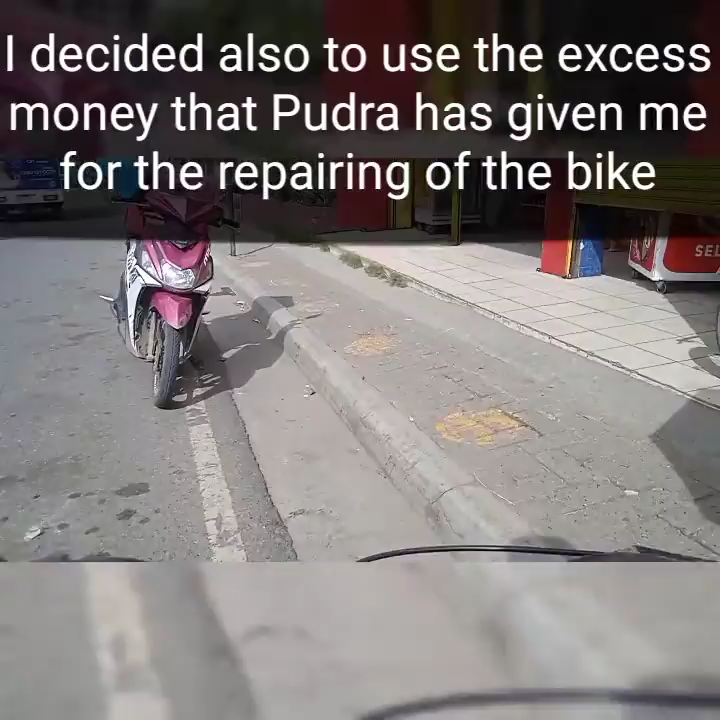 I decided also to use the excess
money that Pudra has given me
for the repairing of the bike
SEL